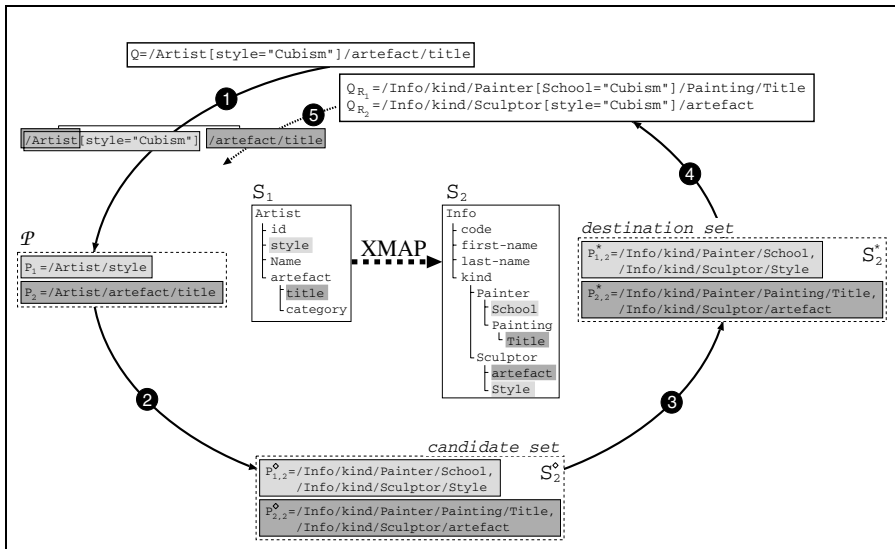 Q=/Artist[style="Cubism"]/artefact/title
Q_R1=/Info/kind/Painter[School="Cubism"]/Painting/Title
Q_R2=/Info/kind/Sculptor[style="Cubism"]/artefact
1
5
/Artist[style="Cubism"] /artefact/title
4
S1
S2
Artist
id
style
Name
artefact
title
category
XMAP
Info
code
first-name
last-name
kind
Painter
School
Painting
Title
Sculptor
artefact
Style
P
P1=/Artist/style
P2=/Artist/artefact/title
destination set
S2*
P*1,2=/Info/kind/Painter/School,
/Info/kind/Sculptor/Style
P*2,2=/Info/kind/Painter/Painting/Title,
/Info/kind/Sculptor/artefact
2
3
candidate set
S2◇
P◇1,2=/Info/kind/Painter/School,
/Info/kind/Sculptor/Style
P◇2,2=/Info/kind/Painter/Painting/Title,
/Info/kind/Sculptor/artefact